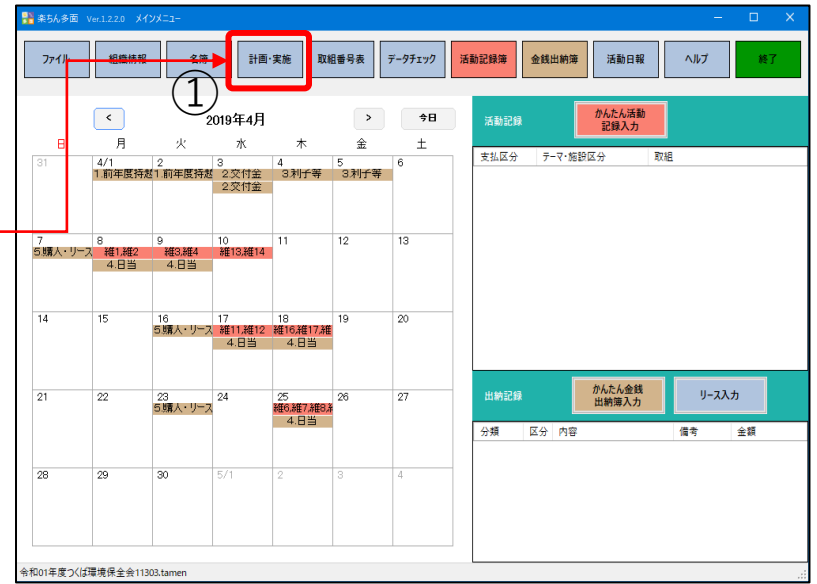 楽ちん多面 Ver.1.2.2.0 メインメニュー
ファイル 組織情報 名簿 計画・実施 取組番号表 データチェック 活動記録簿 金銭出納簿 活動日報 ヘルプ 終了
①
< 2019年4月 > 今日
日 月 火 水 木 金 土
31 4/1 2 3 4 5 6
1.前年度持越 1.前年度持越 2.交付金 3.利子等 3.利子等
2.交付金
7 8 9 10 11 12 13
5.購入・リース 維1,維2 維3,維4 維13,維14
4.日当 4.日当
14 15 16 17 18 19 20
5.購入・リース 維11,維12 維16,維17,維
4.日当 4.日当
21 22 23 24 25 26 27
5.購入・リース 維6,維7,維8,維
4.日当
28 29 30 5/1 2 3 4
活動記録 かんたん活動
記録入力
支払区分 テーマ・施設区分 取組
出納記録 かんたん金銭
出納簿入力 リース入力
分類 区分 内容 備考 金額
令和01年度つくば環境保全会11303.tamen